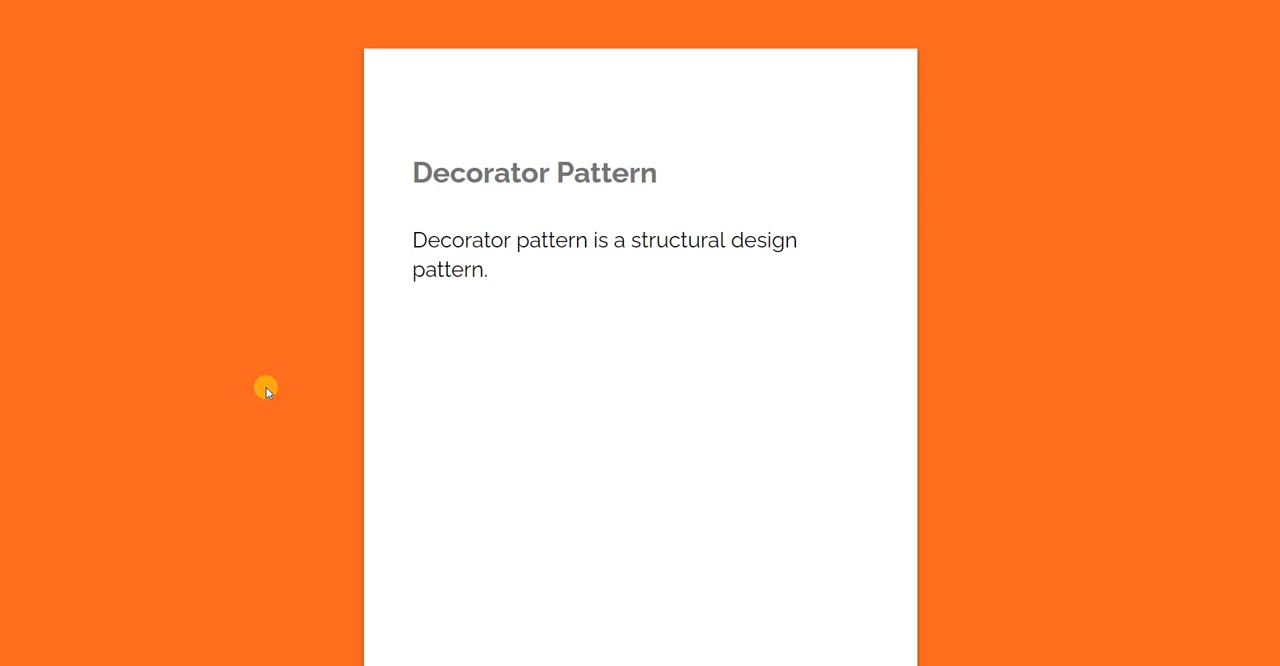 Decorator Pattern
Decorator pattern is a structural design
pattern.